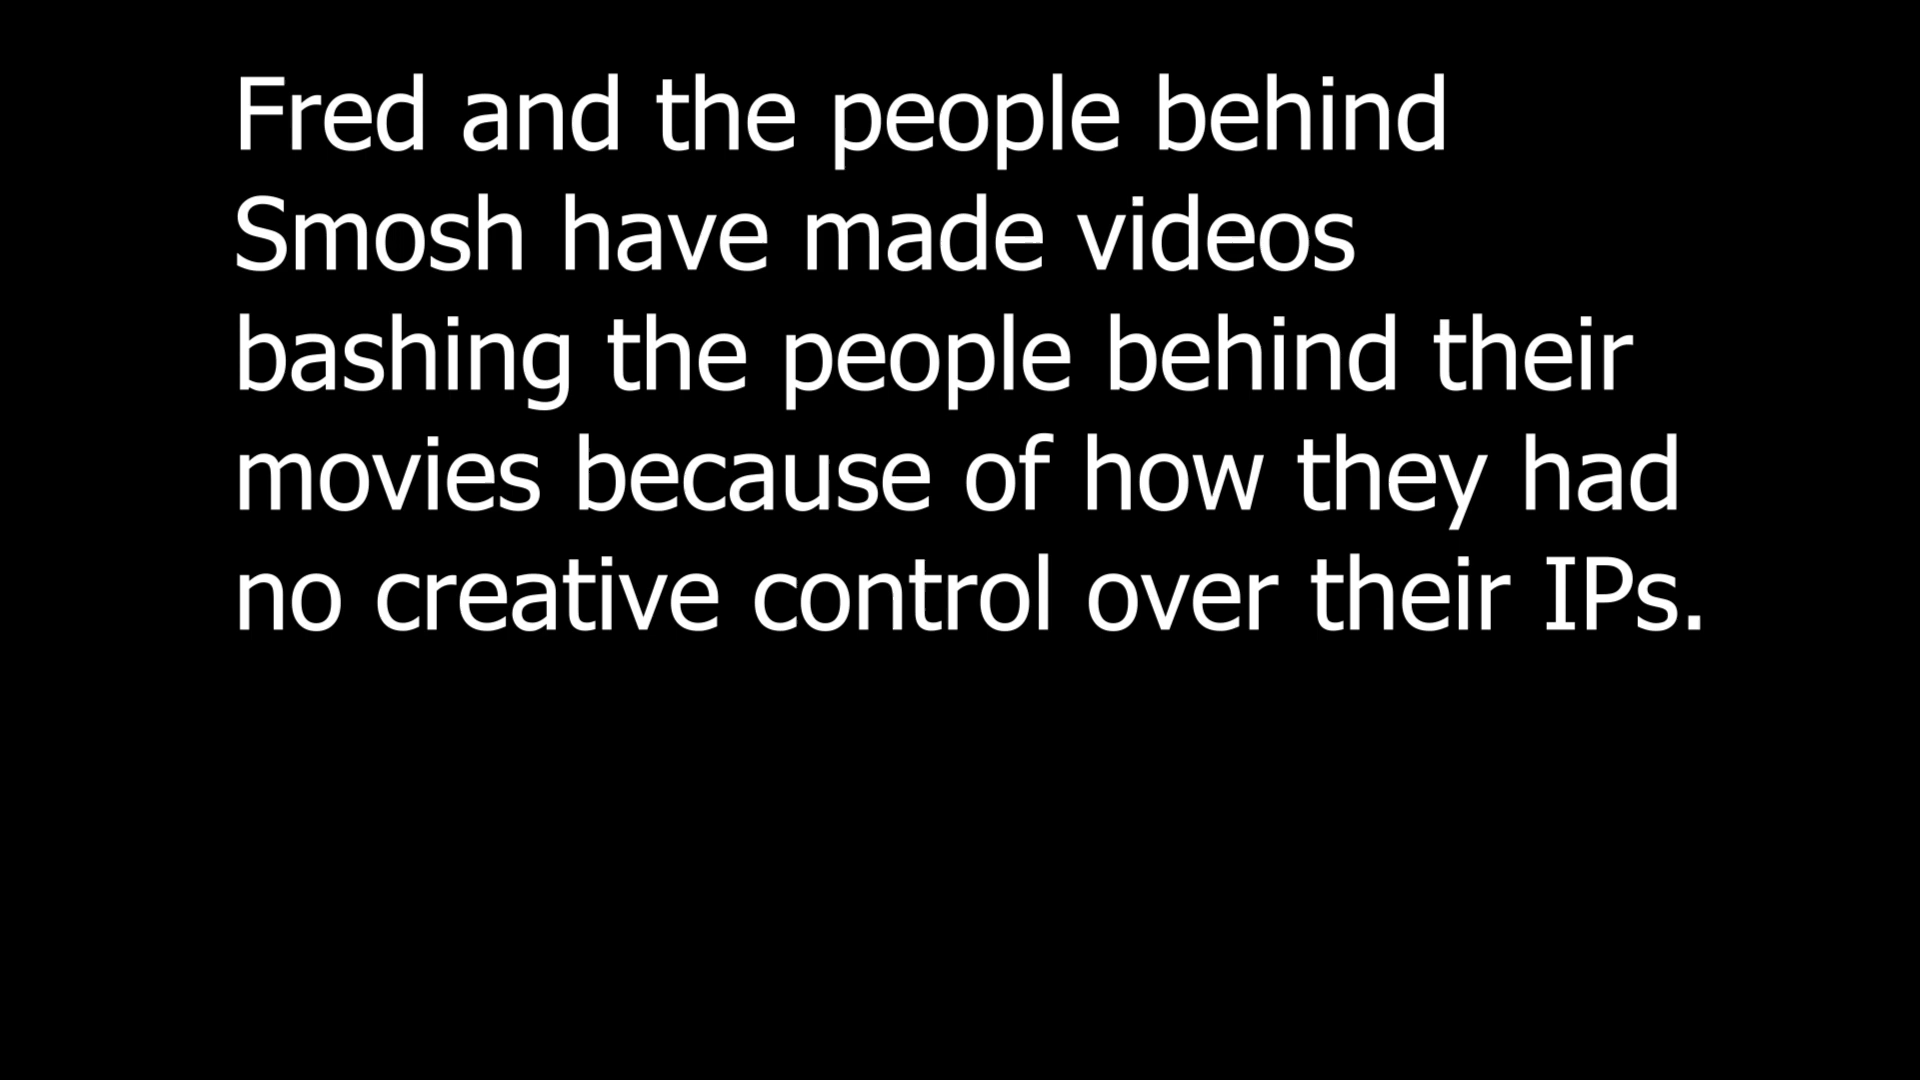 Fred and the people behind
Smosh have made videos
bashing the people behind their
movies because of how they had
no creative control over their IPs.